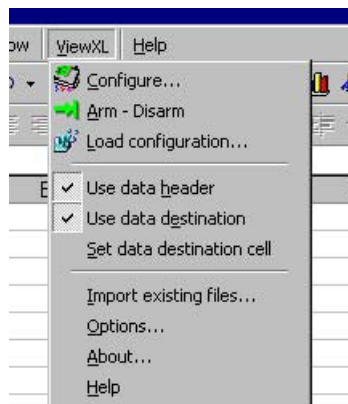 ow ViewXL Help
Configure...
Arm - Disarm
Load configuration...
E
Use data header
Use data destination
Set data destination cell
Import existing files...
Options...
About...
Help